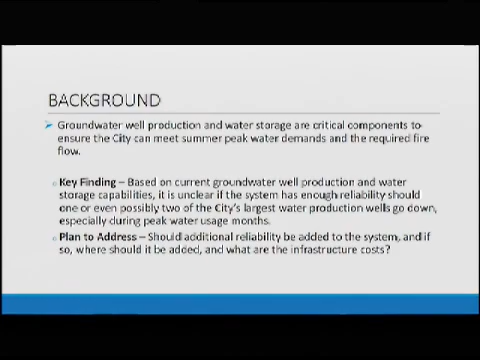 BACKGROUND
Groundwater well production and water storage are critical components to
ensure the City can meet summer peak water demands and the required fire
flow.
Key Finding – Based on current groundwater well production and water
storage capabilities, it is unclear if the system has enough reliability should
one or even possibly two of the City's largest water production wells go down,
especially during peak water usage months.
Plan to Address – Should additional reliability be added to the system, and if
so, where should it be added, and what are the infrastructure costs?